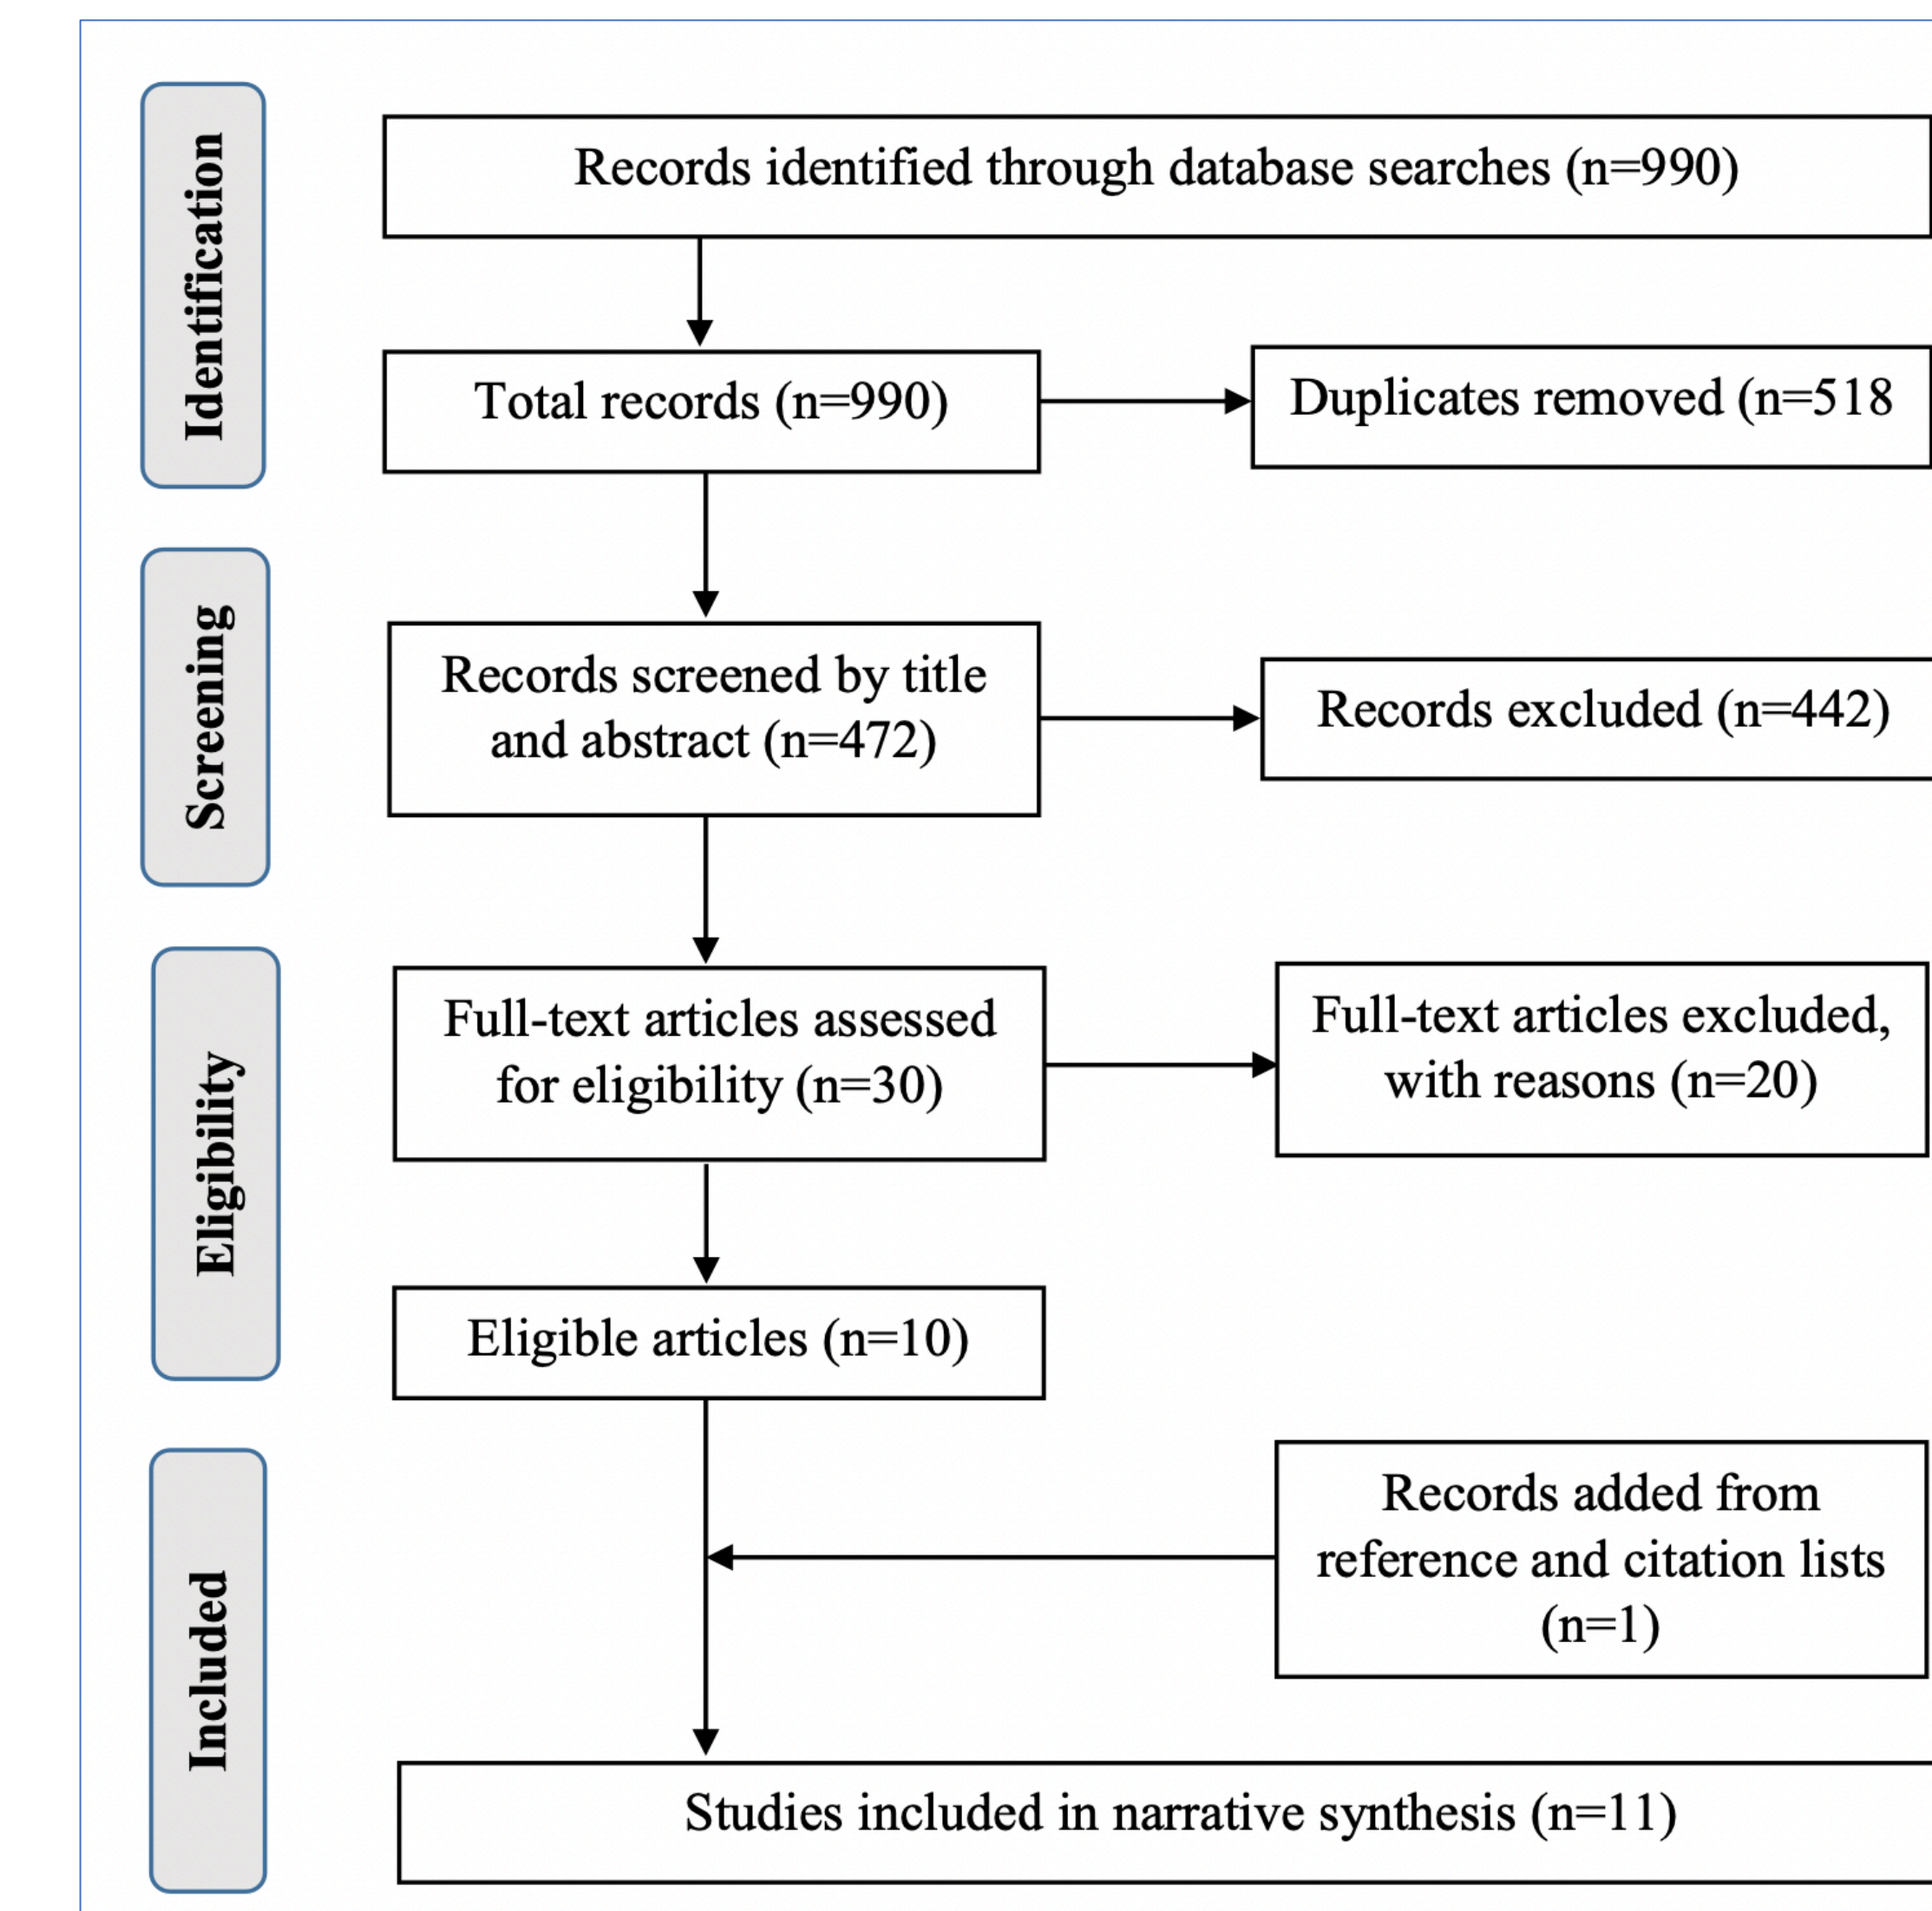 Identification
Records identified through database searches (n=990)
Total records (n=990)
Duplicates removed (n=518
Screening
Records screened by title
and abstract (n=472)
Records excluded (n=442)
Eligibility
Full-text articles assessed
for eligibility (n=30)
Full-text articles excluded,
with reasons (n=20)
Eligible articles (n=10)
Included
Records added from
reference and citation lists
(n=1)
Studies included in narrative synthesis (n=11)